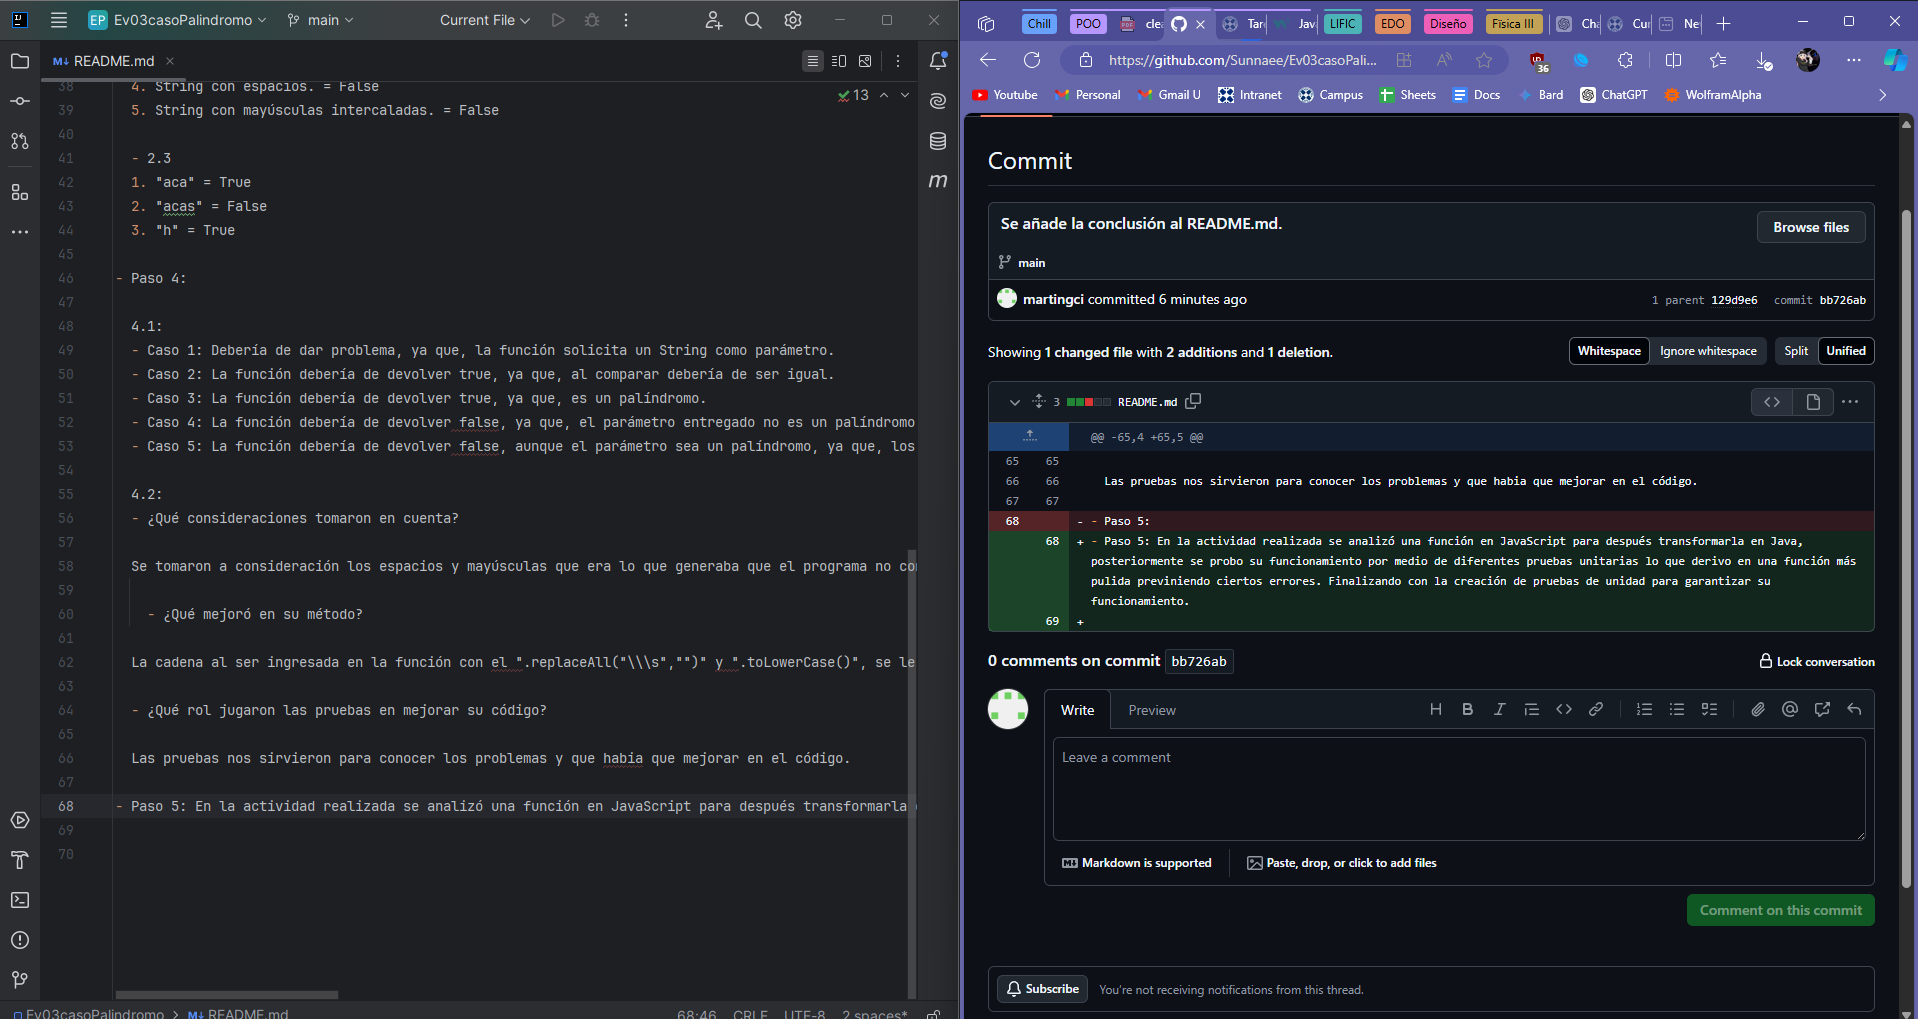 EP Ev03casoPalindromo main Current File
README.md
38 4. String con espacios. = False
13
39 5. String con mayúsculas intercaladas. = False
40
41 - 2.3
42 1. "aca" = True
43 2. "acas" = False
44 3. "h" = True
45
46 - Paso 4:
47
48 4.1:
49 - Caso 1: Debería de dar problema, ya que, la función solicita un String como parámetro.
50 - Caso 2: La función debería de devolver true, ya que, al comparar debería de ser igual.
51 - Caso 3: La función debería de devolver true, ya que, es un palíndromo.
52 - Caso 4: La función debería de devolver false, ya que, el parámetro entregado no es un palíndromo
53 - Caso 5: La función debería de devolver false, aunque el parámetro sea un palíndromo, ya que, los
54
55 4.2:
56 - ¿Qué consideraciones tomaron en cuenta?
57
58 Se tomaron a consideración los espacios y mayúsculas que era lo que generaba que el programa no co
59
60 - ¿Qué mejoró en su método?
61
62 La cadena al ser ingresada en la función con el ".replaceAll("\\\s","")" y ".toLowerCase()", se le
63
64 - ¿Qué rol jugaron las pruebas en mejorar su código?
65
66 Las pruebas nos sirvieron para conocer los problemas y que habia que mejorar en el código.
67
68 - Paso 5: En la actividad realizada se analizó una función en JavaScript para después transformarla
69
70
Ev03casoPalindromo > README.md 68:46 CRLF UTF-8 2 spaces*
Chill POO cle Tar Jav LIFIC EDO Diseño Física III Ch Cu Ne
https://github.com/Sunnaee/Ev03casoPali... 36
Youtube Personal Gmail U Intranet Campus Sheets Docs Bard ChatGPT WolframAlpha
Commit
Se añade la conclusión al README.md.
Browse files
main
martingci committed 6 minutes ago
1 parent 129d9e6 commit bb726ab
Showing 1 changed file with 2 additions and 1 deletion.
Whitespace Ignore whitespace Split Unified
3 README.md
@@ -65,4 +65,5 @@
65 65
66 66 Las pruebas nos sirvieron para conocer los problemas y que habia que mejorar en el código.
67 67
68 - - Paso 5:
68 + - Paso 5: En la actividad realizada se analizó una función en JavaScript para después transformarla en Java,
posteriormente se probo su funcionamiento por medio de diferentes pruebas unitarias lo que derivo en una función más
pulida previniendo ciertos errores. Finalizando con la creación de pruebas de unidad para garantizar su
funcionamiento.
69 +
0 comments on commit bb726ab
Lock conversation
Write Preview
Leave a comment
Markdown is supported
Paste, drop, or click to add files
Comment on this commit
Subscribe
You're not receiving notifications from this thread.